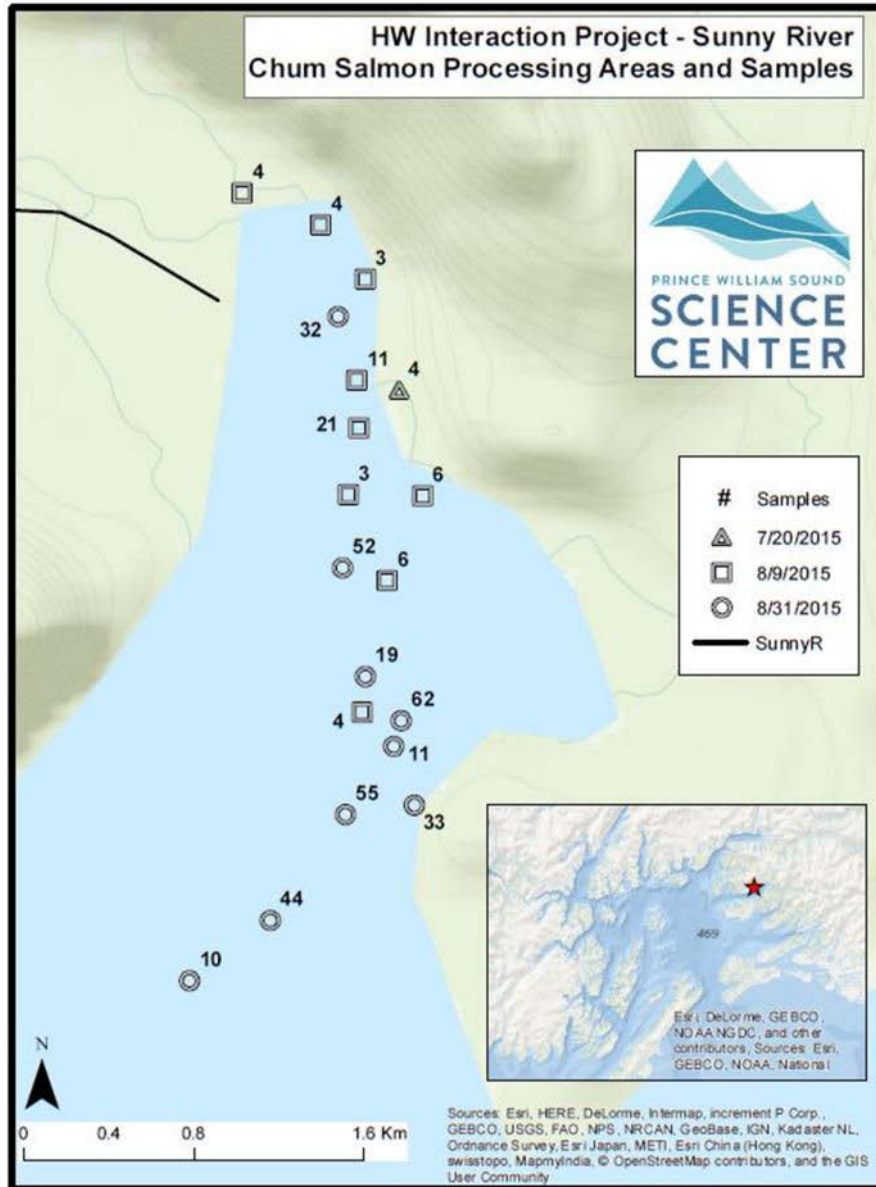 HW Interaction Project - Sunny River
Chum Salmon Processing Areas and Samples
PRINCE WILLIAM SOUND
SCIENCE
CENTER
4
4
3
32
11
4
21
3
6
52
6
19
62
4
11
55
33
44
10
# Samples
7/20/2015
8/9/2015
8/31/2015
SunnyR
469
Esri, DeLorme, GEBCO,
NOAA NGDC, and other
contributors, Sources: Esri,
GEBCO, NOAA, National
N
0 0.4 0.8 1.6 Km
Sources: Esri, HERE, DeLorme, Intermap, increment P Corp.,
GEBCO, USGS, FAO, NPS, NRCAN, GeoBase, IGN, Kadaster NL,
Ordnance Survey, Esri Japan, METI, Esri China (Hong Kong),
swisstopo, MapmyIndia, © OpenStreetMap contributors, and the GIS
User Community